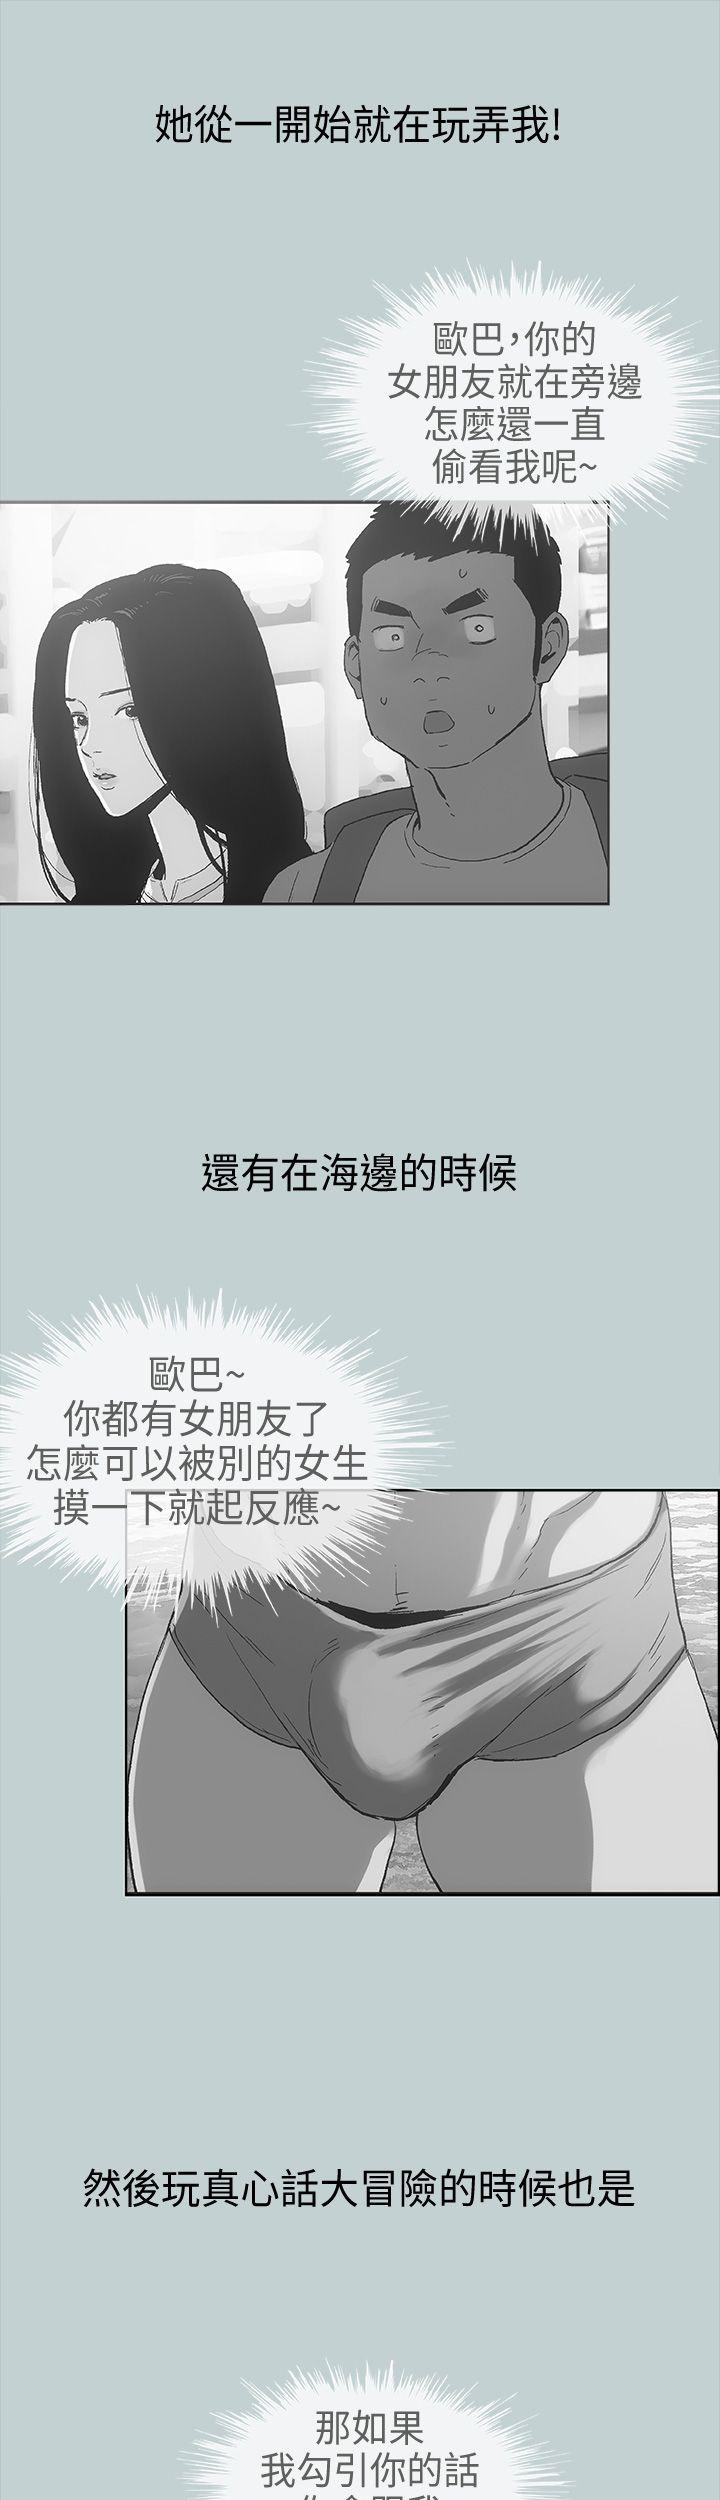 她從一開始就在玩弄我!
歐巴,你的
女朋友就在旁邊
怎麼還一直
偷看我呢~
還有在海邊的時候
歐巴~
你都有女朋友了
怎麼可以被別的女生
摸一下就起反應~
然後玩真心話大冒險的時候也是
那如果
我勾引你的話